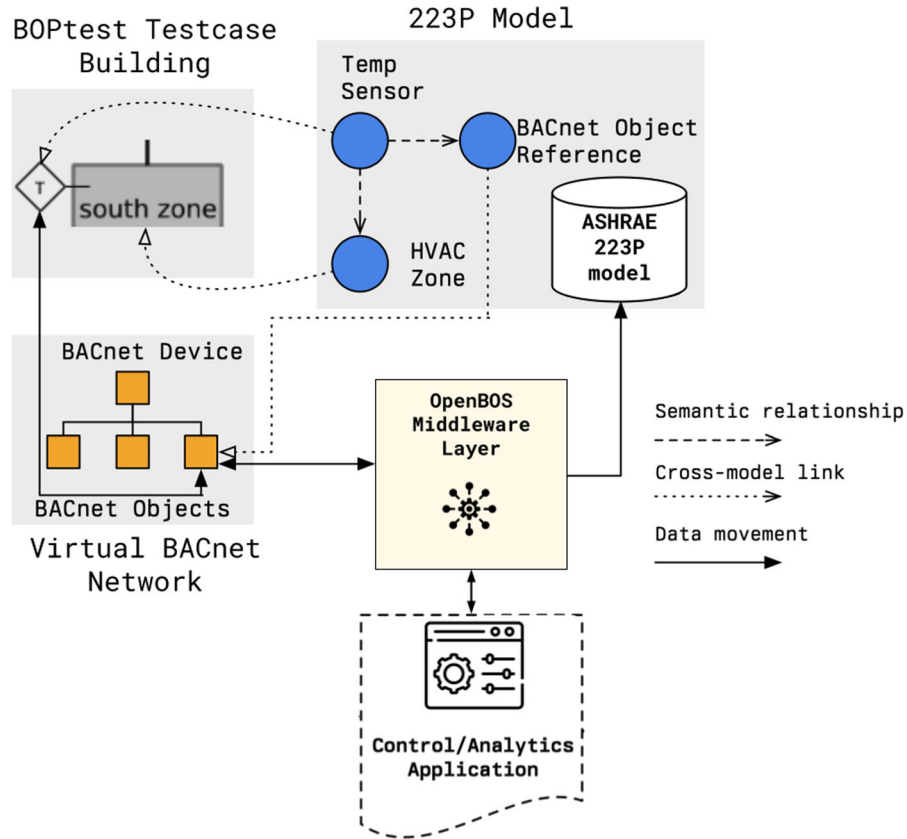 BOPtest Testcase
Building
T
south zone
223P Model
Temp
Sensor
BACnet Object
Reference
HVAC
Zone
ASHRAE
223P
model
BACnet Device
BACnet Objects
Virtual BACnet
Network
OpenBOS
Middleware
Layer
Semantic relationship
Cross-model link
Data movement
Control/Analytics
Application